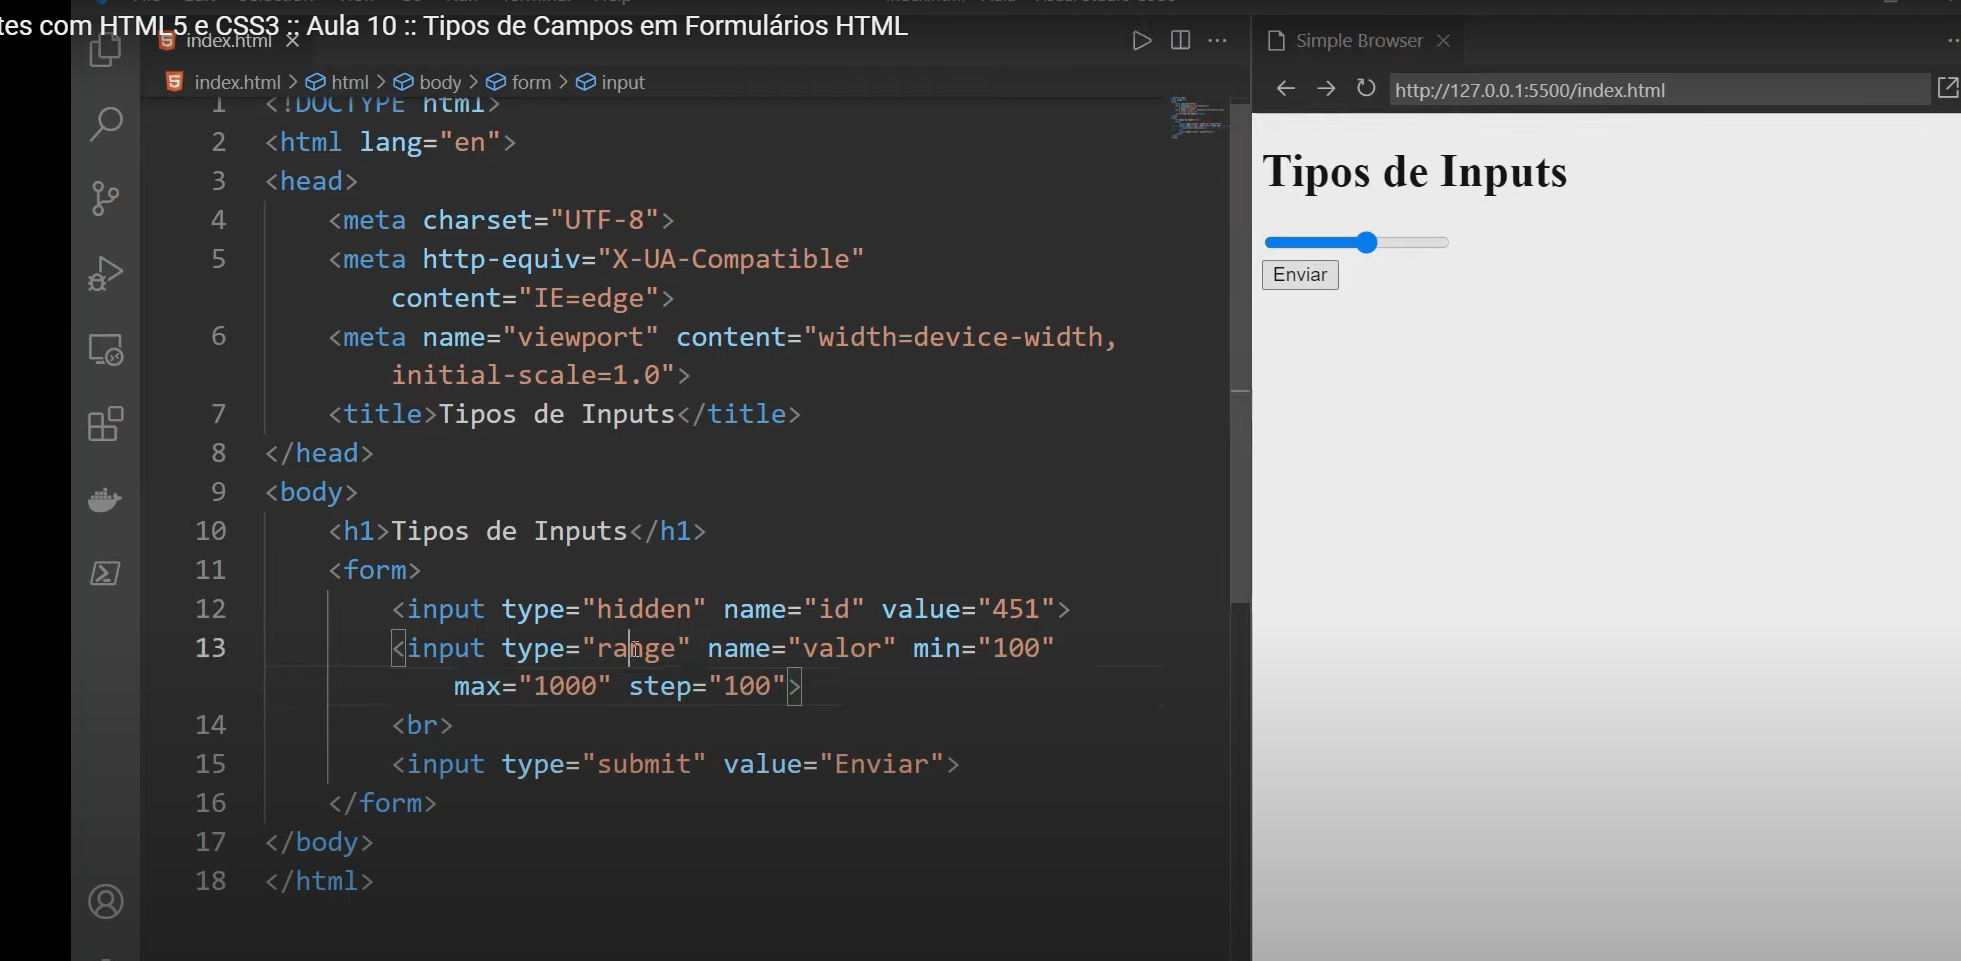 tes com HTML5 e CSS3 :: Aula 10 :: Tipos de Campos em Formulários HTML
index.html
index.html > html > body > form > input
1 <!DOCTYPE html>
2 <html lang="en">
3 <head>
4 <meta charset="UTF-8">
5 <meta http-equiv="X-UA-Compatible"
content="IE=edge">
6 <meta name="viewport" content="width=device-width,
initial-scale=1.0">
7 <title>Tipos de Inputs</title>
8 </head>
9 <body>
10 <h1>Tipos de Inputs</h1>
11 <form>
12 <input type="hidden" name="id" value="451">
13 <input type="range" name="valor" min="100"
max="1000" step="100">
14 <br>
15 <input type="submit" value="Enviar">
16 </form>
17 </body>
18 </html>
Simple Browser
http://127.0.0.1:5500/index.html
Tipos de Inputs
Enviar